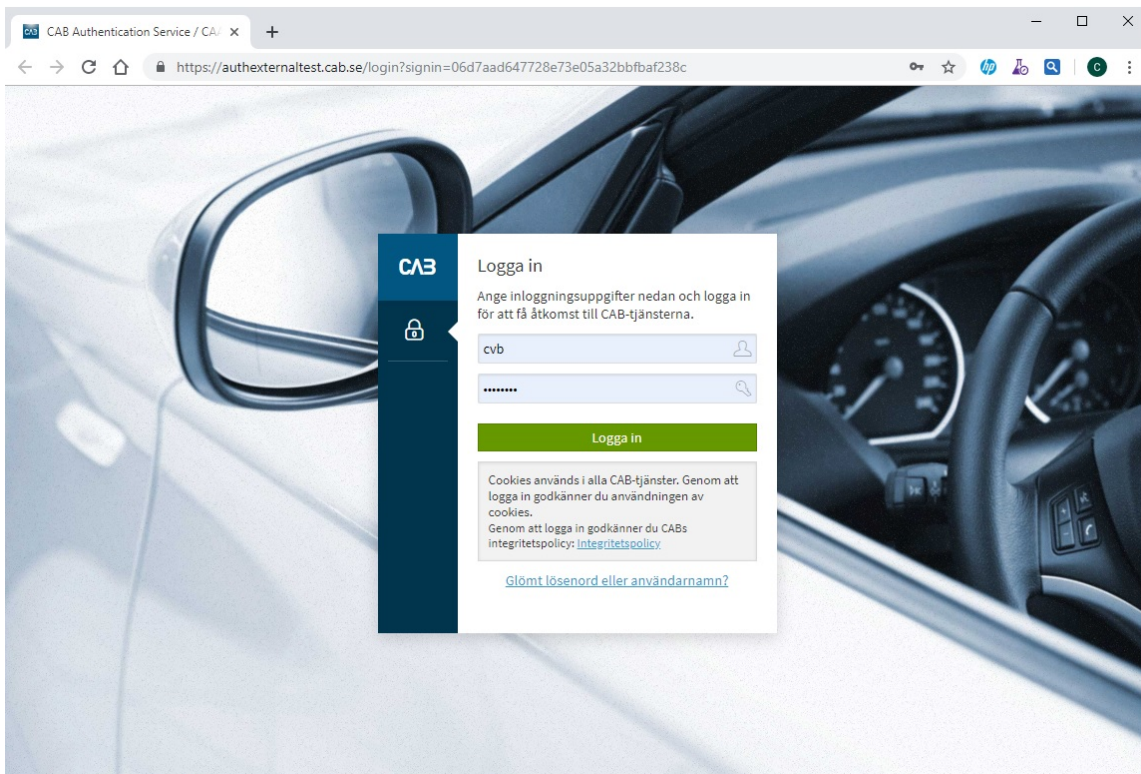 CAB Authentication Service / CA
https://authexternaltest.cab.se/login?signin=06d7aad647728e73e05a32bbfbaf238c
C
CAB
Logga in
Ange inloggningsuppgifter nedan och logga in
för att få åtkomst till CAB-tjänsterna.
cvb
••••••••
Logga in
Cookies används i alla CAB-tjänster. Genom att
logga in godkänner du användningen av
cookies.
Genom att logga in godkänner du CABs
integritetspolicy: Integritetspolicy
Glömt lösenord eller användarnamn?